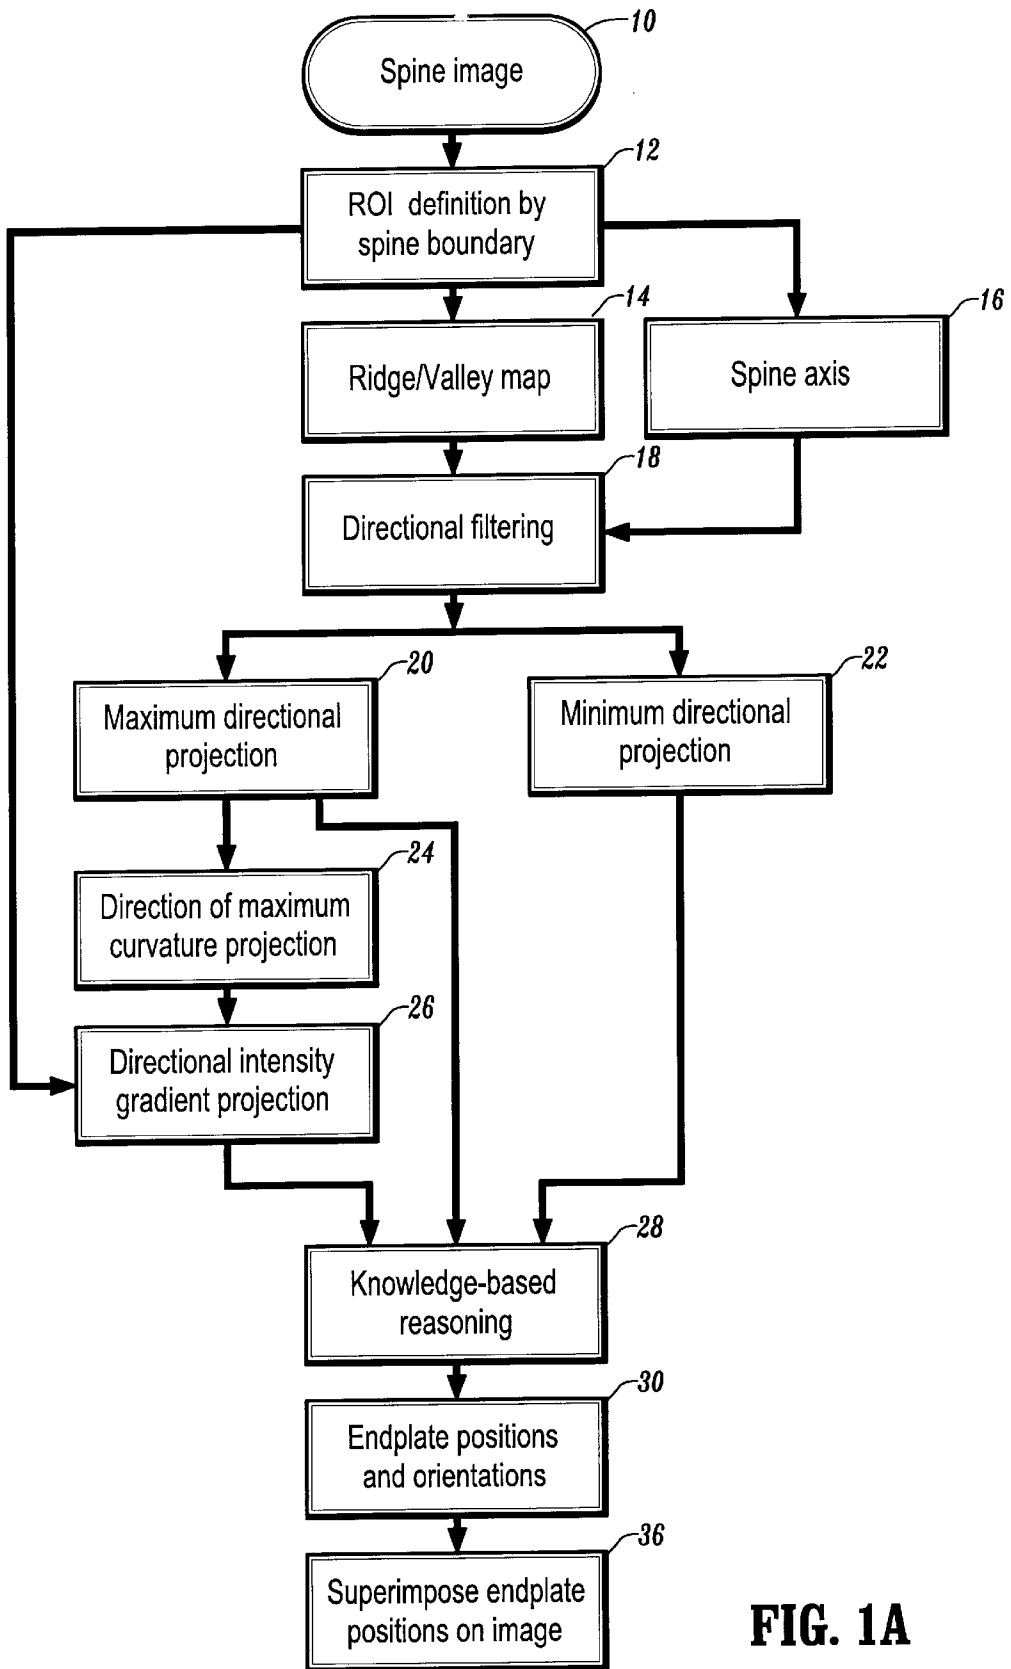 10
Spine image
12
ROI definition by
spine boundary
14
16
Ridge/Valley map
Spine axis
18
Directional filtering
20
22
Maximum directional
projection
Minimum directional
projection
24
Direction of maximum
curvature projection
26
Directional intensity
gradient projection
28
Knowledge-based
reasoning
30
Endplate positions
and orientations
36
Superimpose endplate
positions on image
FIG. 1A